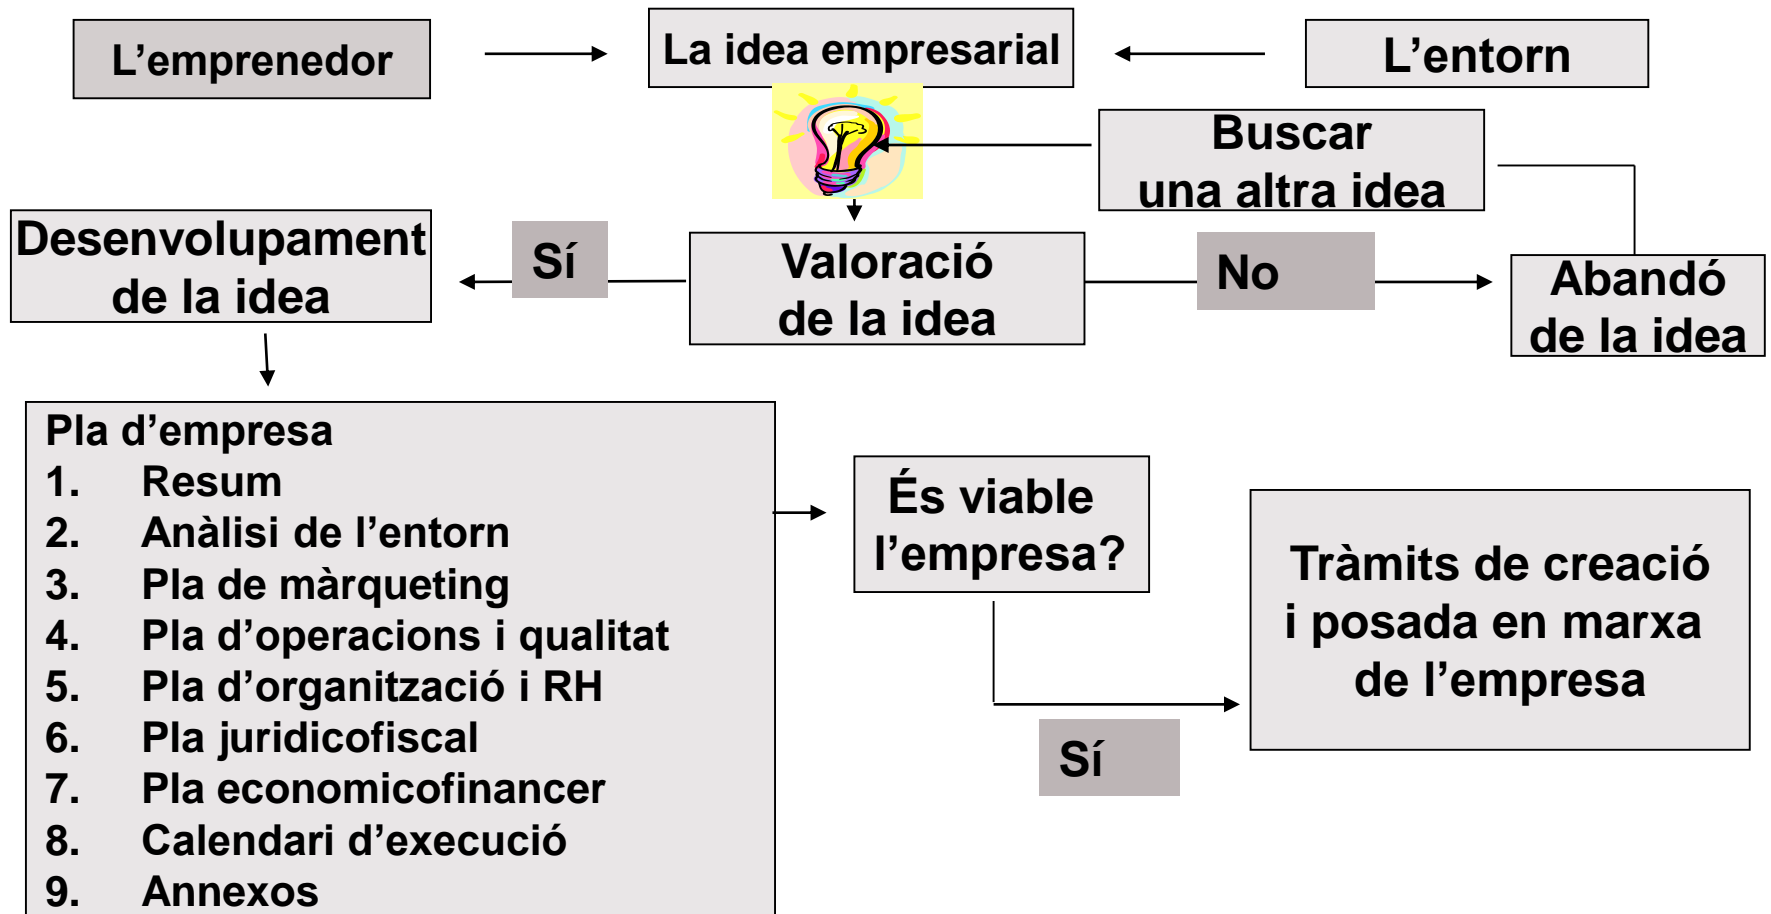 L’emprenedor
La idea empresarial
L’entorn
Buscar
una altra idea
Desenvolupament
de la idea
Sí
Valoració
de la idea
No
Abandó
de la idea
Pla d’empresa
1. Resum
2. Anàlisi de l’entorn
3. Pla de màrqueting
4. Pla d’operacions i qualitat
5. Pla d’organització i RH
6. Pla juridicofiscal
7. Pla economicofinancer
8. Calendari d’execució
9. Annexos
És viable
l’empresa?
Sí
Tràmits de creació
i posada en marxa
de l’empresa